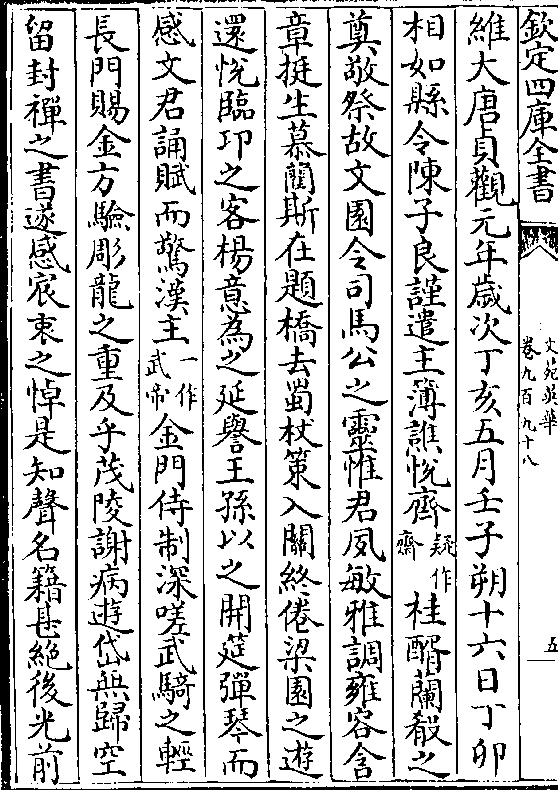 欽定四庫全書
文苑英華
卷九百九十八
五
維大唐貞觀元年歲次丁亥五月壬子朔十六日丁卯
相如縣令陳子良謹遣主簿譙悅齊疑作齋桂醑蘭殽之
奠敬祭故文園令司馬公之靈惟君夙敏雅調雍容含
章挺生慕藺斯在題橋去蜀杖策入關終倦梁園之遊
還悅臨卭之客楊意為之延譽王孫以之開筵彈琴而
感文君誦賦而驚漢主一作武帝金門侍制深嗟武騎之輕
長門賜金方驗彫龍之重及乎茂陵謝病遊岱無歸空
留封禪之書遂感宸衷之悼是知聲名籍甚絶後光前